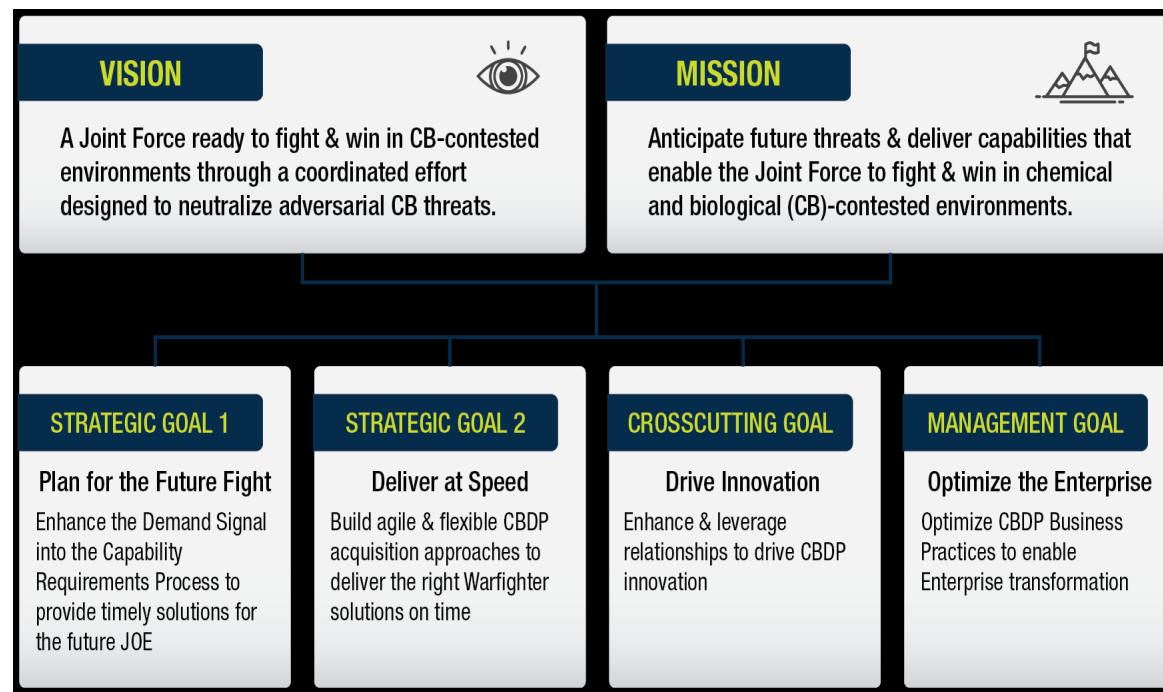 VISION
A Joint Force ready to fight & win in CB-contested
environments through a coordinated effort
designed to neutralize adversarial CB threats.
MISSION
Anticipate future threats & deliver capabilities that
enable the Joint Force to fight & win in chemical
and biological (CB)-contested environments.
STRATEGIC GOAL 1
Plan for the Future Fight
Enhance the Demand Signal
into the Capability
Requirements Process to
provide timely solutions for
the future JOE
STRATEGIC GOAL 2
Deliver at Speed
Build agile & flexible CBDP
acquisition approaches to
deliver the right Warfighter
solutions on time
CROSSCUTTING GOAL
Drive Innovation
Enhance & leverage
relationships to drive CBDP
innovation
MANAGEMENT GOAL
Optimize the Enterprise
Optimize CBDP Business
Practices to enable
Enterprise transformation